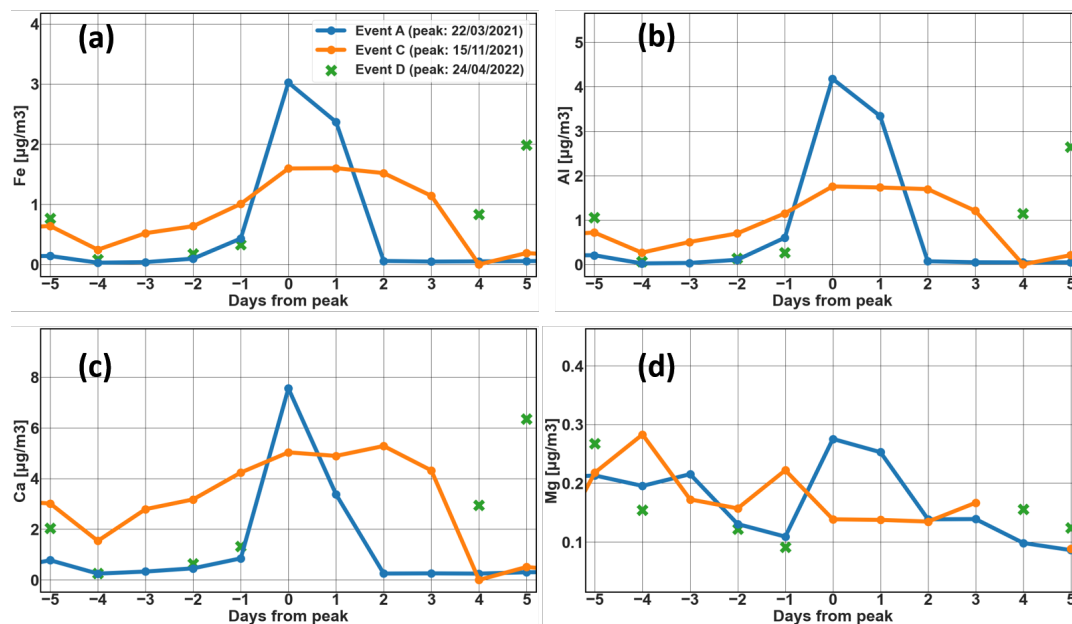 (a)
Event A (peak: 22/03/2021)
Event C (peak: 15/11/2021)
Event D (peak: 24/04/2022)
Fe [µg/m3]
4
3
2
1
0
−5 −4 −3 −2 −1 0 1 2 3 4 5
Days from peak
(b)
Al [µg/m3]
5
4
3
2
1
0
−5 −4 −3 −2 −1 0 1 2 3 4 5
Days from peak
(c)
Ca [µg/m3]
8
6
4
2
0
−5 −4 −3 −2 −1 0 1 2 3 4 5
Days from peak
(d)
Mg [µg/m3]
0.4
0.3
0.2
0.1
−5 −4 −3 −2 −1 0 1 2 3 4 5
Days from peak